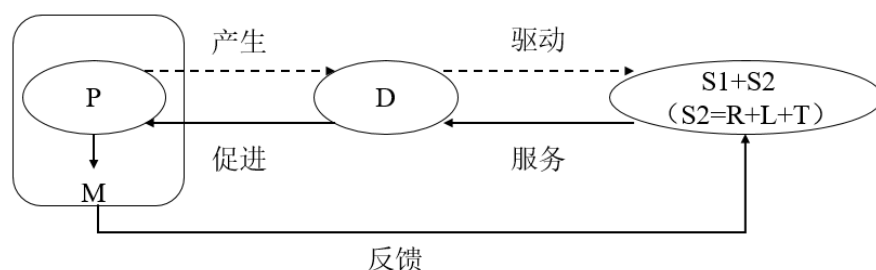 产生
驱动
P
D
S1+S2
（S2=R+L+T）
促进
服务
M
反馈